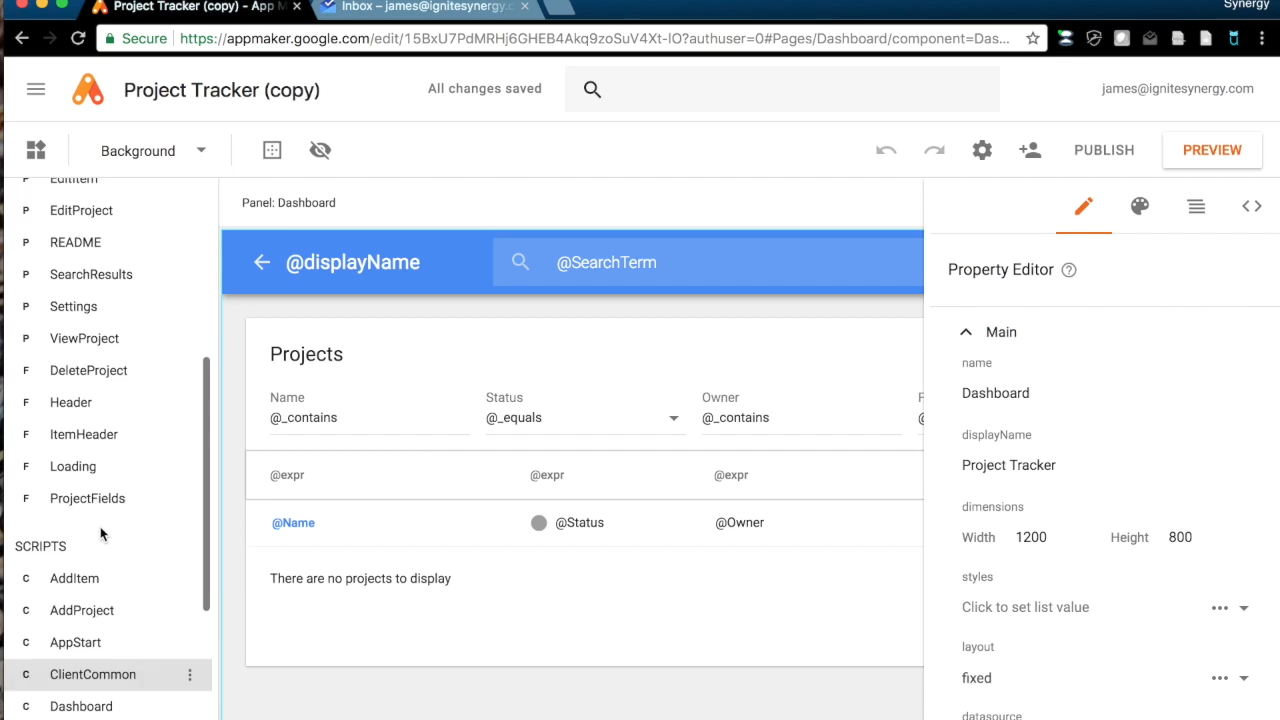 Project Tracker (copy) - App M
Inbox – james@ignitesynergy.
Synergy
Secure
https://appmaker.google.com/edit/15BxU7PdMRHj6GHEB4Akq9zoSuV4Xt-IO?authuser=0#Pages/Dashboard/component=Das...
Project Tracker (copy)
All changes saved
james@ignitesynergy.com
Background
PUBLISH
PREVIEW
P EditItem
P EditProject
P README
P SearchResults
P Settings
P ViewProject
F DeleteProject
F Header
F ItemHeader
F Loading
F ProjectFields
SCRIPTS
C AddItem
C AddProject
C AppStart
C ClientCommon
C Dashboard
Panel: Dashboard
@displayName
@SearchTerm
Projects
Name Status Owner
@_contains @_equals @_contains
@expr @expr @expr
@Name @Status @Owner
There are no projects to display
Property Editor
Main
name
Dashboard
displayName
Project Tracker
dimensions
Width 1200 Height 800
styles
Click to set list value
layout
fixed
datasource